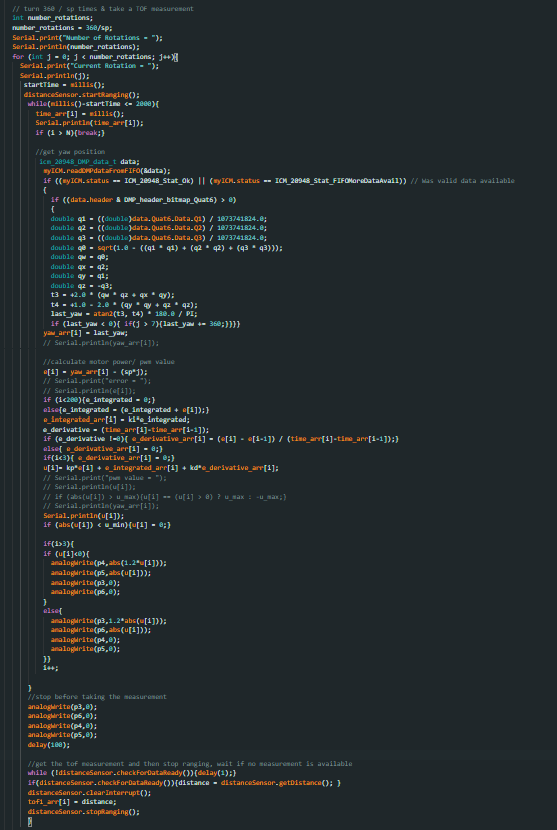 // turn 360 / sp times & take a TOF measurement
int number_rotations;
number_rotations = 360/sp;
Serial.print("Number of Rotations = ");
Serial.println(number_rotations);
for (int j = 0; j < number_rotations; j++){
Serial.print("Current Rotation = ");
Serial.println(j);
startTime = millis();
distanceSensor.startRanging();
while(millis()-startTime <= 2000){
time_arr[i] = millis();
Serial.println(time_arr[i]);
if (i > N){break;}
//get yaw position
icm_20948_DMP_data_t data;
myICM.readDMPdataFromFIFO(&data);
if ((myICM.status == ICM_20948_Stat_Ok) || (myICM.status == ICM_20948_Stat_FIFOMoreDataAvail)) // Was valid data available
{
if ((data.header & DMP_header_bitmap_Quat6) > 0)
{
double q1 = ((double)data.Quat6.Data.Q1) / 1073741824.0;
double q2 = ((double)data.Quat6.Data.Q2) / 1073741824.0;
double q3 = ((double)data.Quat6.Data.Q3) / 1073741824.0;
double q0 = sqrt(1.0 - ((q1 * q1) + (q2 * q2) + (q3 * q3)));
double qw = q0;
double qx = q2;
double qy = q1;
double qz = -q3;
t3 = +2.0 * (qw * qz + qx * qy);
t4 = +1.0 - 2.0 * (qy * qy + qz * qz);
last_yaw = atan2(t3, t4) * 180.0 / PI;
if (last_yaw < 0){ if(j > 7){last_yaw += 360;}}}}
yaw_arr[i] = last_yaw;
// Serial.println(yaw_arr[i]);
//calculate motor power/ pwm value
e[i] = yaw_arr[i] - (sp*j);
// Serial.print("error = ");
// Serial.println(e[i]);
if (i<200){e_integrated = 0;}
else{e_integrated = (e_integrated + e[i]);}
e_integrated_arr[i] = ki*e_integrated;
e_derivative = (time_arr[i]-time_arr[i-1]);
if (e_derivative !=0){ e_derivative_arr[i] = (e[i] - e[i-1]) / (time_arr[i]-time_arr[i-1]);}
else{ e_derivative_arr[i] = 0;}
if(i<3){ e_derivative_arr[i] = 0;}
u[i]= kp*e[i] + e_integrated_arr[i] + kd*e_derivative_arr[i];
// Serial.print("pwm value = ");
// Serial.println(u[i]);
// if (abs(u[i]) > u_max){u[i] == (u[i] > 0) ? u_max : -u_max;}
// Serial.println(yaw_arr[i]);
Serial.println(u[i]);
if (abs(u[i]) < u_min){u[i] = 0;}
if(i>3){
if (u[i]<0){
analogWrite(p4,abs(1.2*u[i]));
analogWrite(p5,abs(u[i]));
analogWrite(p3,0);
analogWrite(p6,0);
}
else{
analogWrite(p3,1.2*abs(u[i]));
analogWrite(p6,abs(u[i]));
analogWrite(p4,0);
analogWrite(p5,0);
}}
i++;
}
//stop before taking the measurement
analogWrite(p3,0);
analogWrite(p6,0);
analogWrite(p4,0);
analogWrite(p5,0);
delay(100);
//get the tof measurement and then stop ranging, wait if no measurement is available
while (!distanceSensor.checkForDataReady()){delay(1);}
if(distanceSensor.checkForDataReady()){distance = distanceSensor.getDistance(); }
distanceSensor.clearInterrupt();
tof1_arr[i] = distance;
distanceSensor.stopRanging();
}